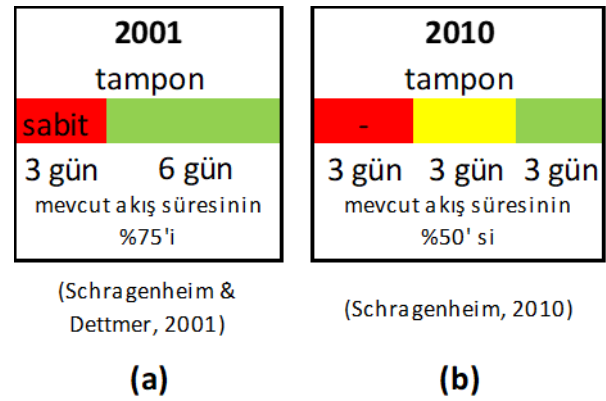 2001
tampon
sabit
3 gün 6 gün
mevcut akış süresinin
%75'i
(Schragenheim &
Dettmer, 2001)
(a)
2010
tampon
-
3 gün 3 gün 3 gün
mevcut akış süresinin
%50' si
(Schragenheim, 2010)
(b)